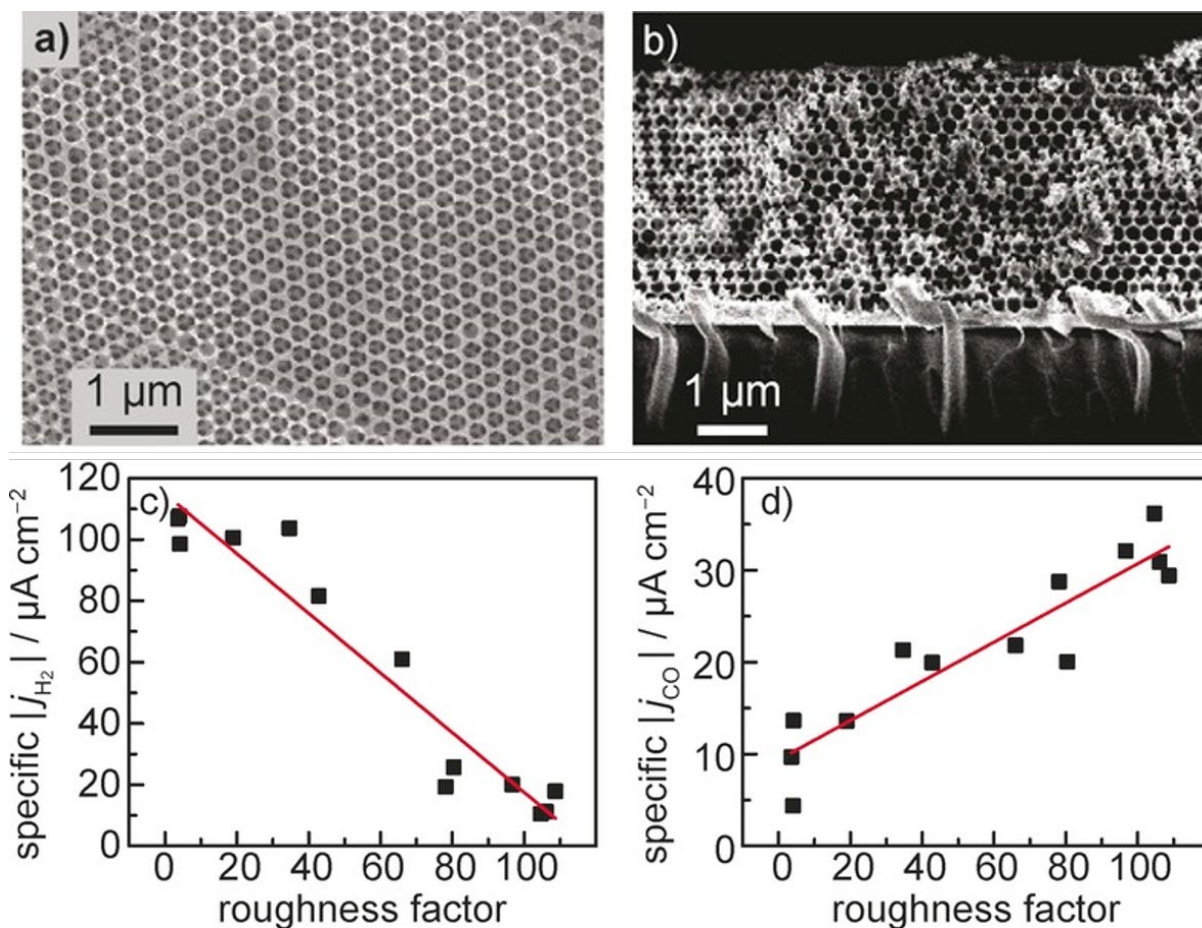 a)
1 μm
b)
1 μm
c)
120
100
80
60
40
20
0
0 20 40 60 80 100
specific |j_H₂| / μA cm⁻²
roughness factor
d)
40
30
20
10
0
0 20 40 60 80 100
specific |j_CO| / μA cm⁻²
roughness factor